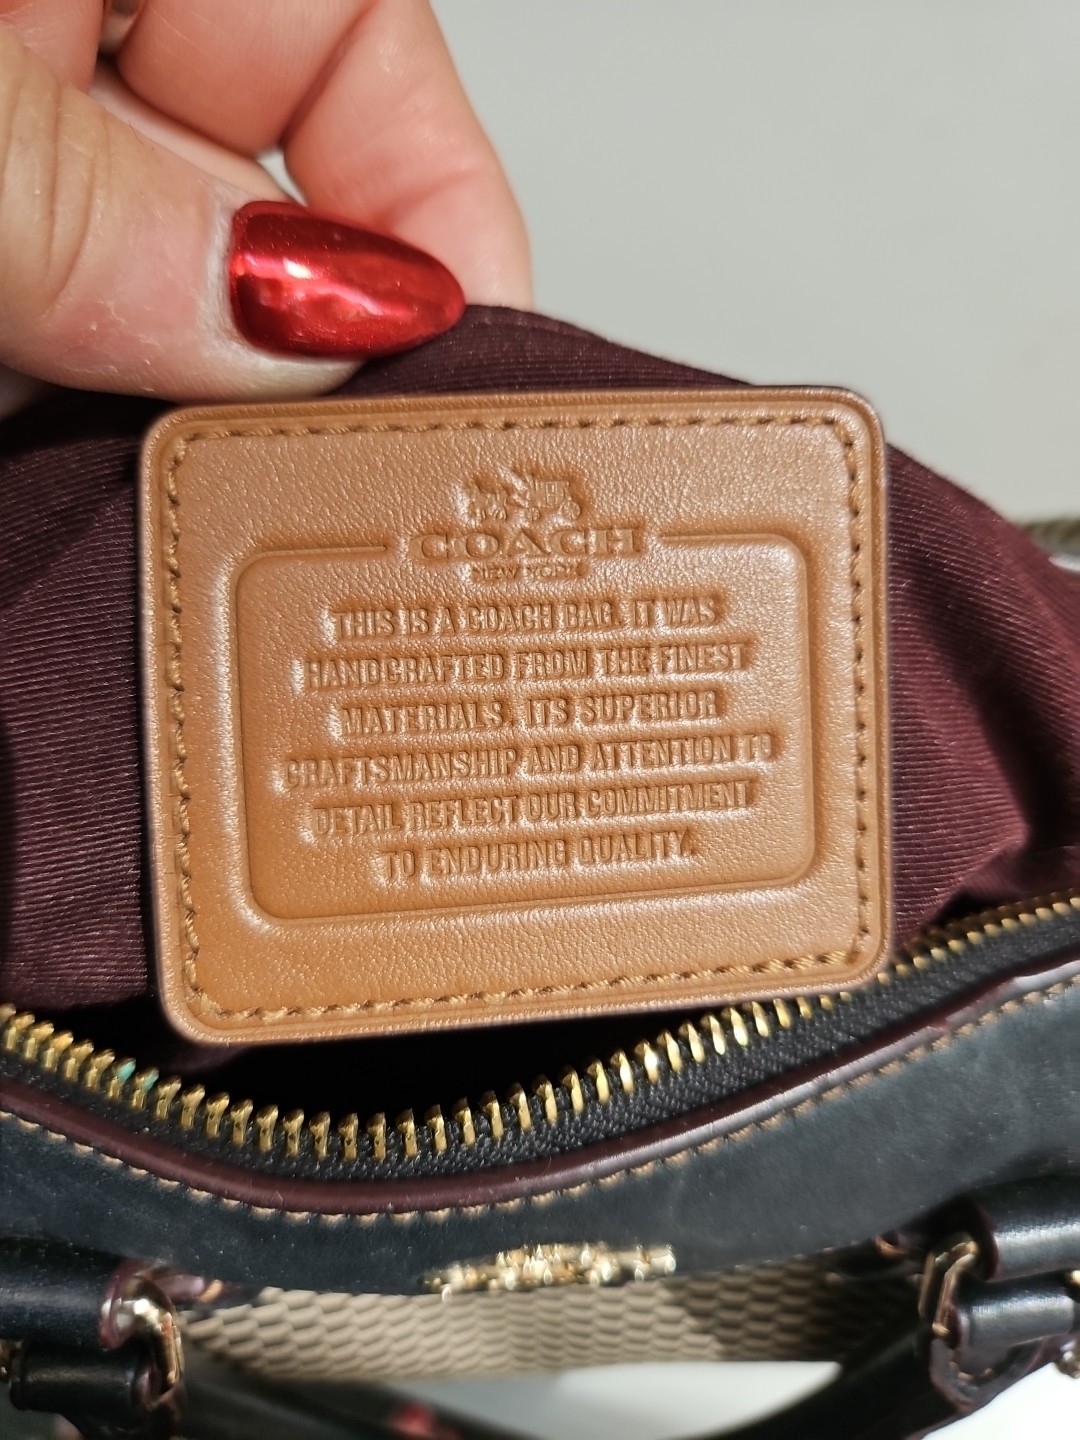 COACH
NEW YORK
THIS IS A COACH BAG. IT WAS
HANDCRAFTED FROM THE FINEST
MATERIALS. ITS SUPERIOR
CRAFTSMANSHIP AND ATTENTION TO
DETAIL REFLECT OUR COMMITMENT
TO ENDURING QUALITY.